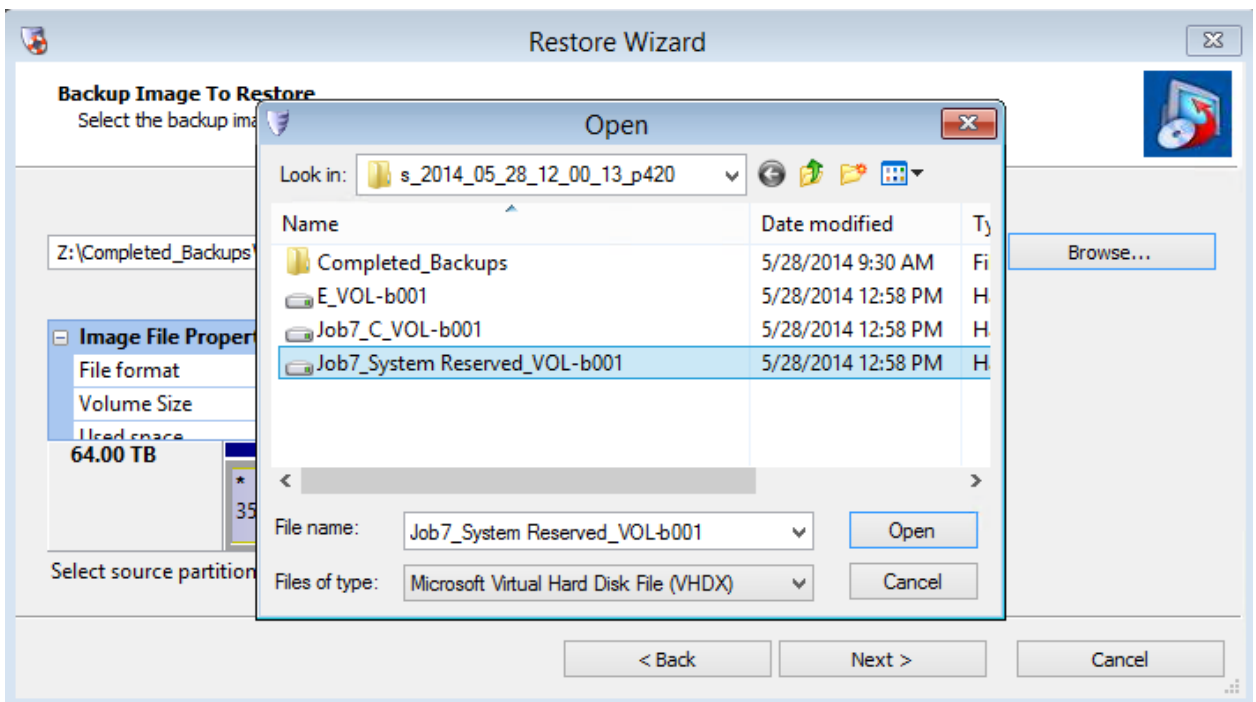 Restore Wizard
Backup Image To Restore
Select the backup ima
Open
Look in: s_2014_05_28_12_00_13_p420
Name Date modified Ty
Z:\Completed_Backups Browse...
Completed_Backups 5/28/2014 9:30 AM Fi
E_VOL-b001 5/28/2014 12:58 PM H
Job7_C_VOL-b001 5/28/2014 12:58 PM H
Job7_System Reserved_VOL-b001 5/28/2014 12:58 PM H
Image File Propert
File format
Volume Size
Used space
64.00 TB
*
35
File name: Job7_System Reserved_VOL-b001 Open
Files of type: Microsoft Virtual Hard Disk File (VHDX) Cancel
Select source partition
< Back Next > Cancel